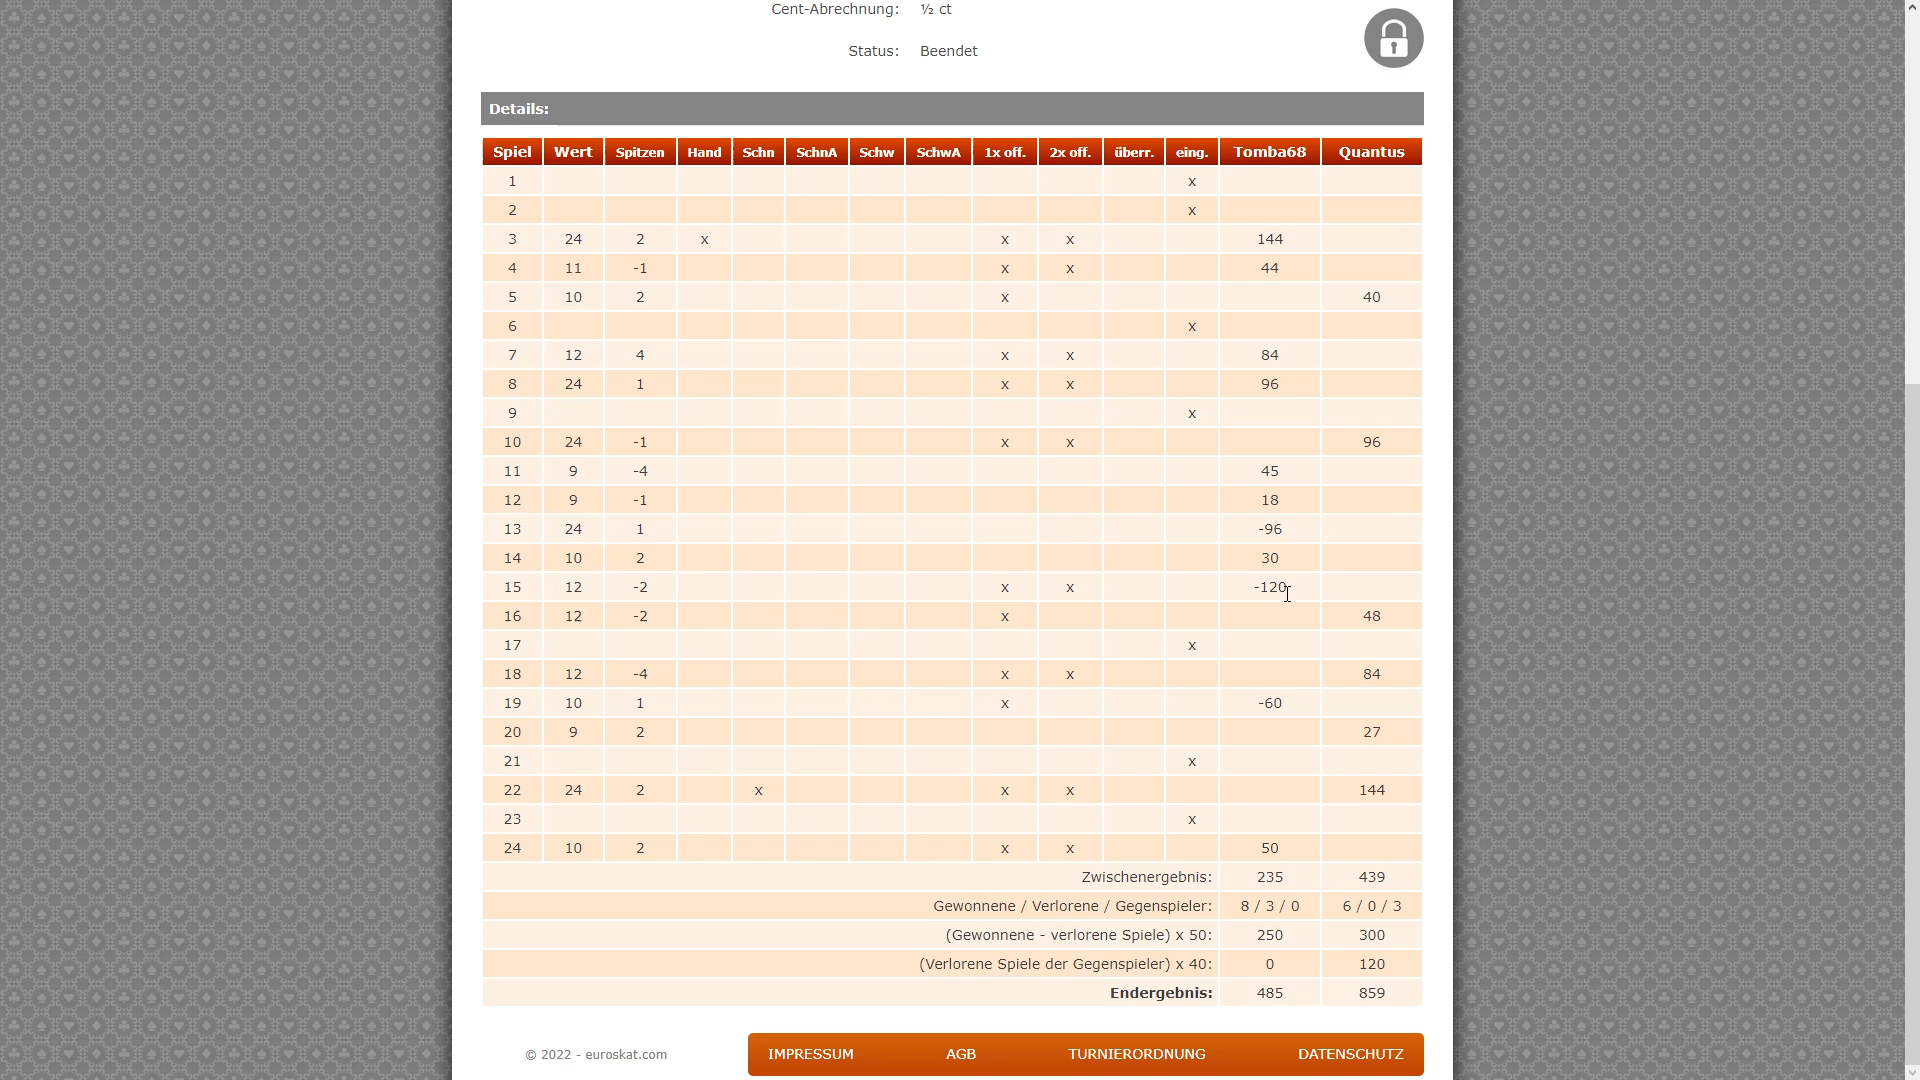 Cent-Abrechnung: ½ ct
Status: Beendet
Details:
Spiel Wert Spitzen Hand Schn SchnA Schw SchwA 1x off. 2x off. überr. eing. Tomba68 Quantus
1 x
2 x
3 24 2 x x x 144
4 11 -1 x x 44
5 10 2 x 40
6 x
7 12 4 x x 84
8 24 1 x x 96
9 x
10 24 -1 x x 96
11 9 -4 45
12 9 -1 18
13 24 1 -96
14 10 2 30
15 12 -2 x x -120
16 12 -2 x 48
17 x
18 12 -4 x x 84
19 10 1 x -60
20 9 2 27
21 x
22 24 2 x x x 144
23 x
24 10 2 x x 50
Zwischenergebnis: 235 439
Gewonnene / Verlorene / Gegenspieler: 8 / 3 / 0 6 / 0 / 3
(Gewonnene - verlorene Spiele) x 50: 250 300
(Verlorene Spiele der Gegenspieler) x 40: 0 120
Endergebnis: 485 859
© 2022 - euroskat.com IMPRESSUM AGB TURNIERORDNUNG DATENSCHUTZ